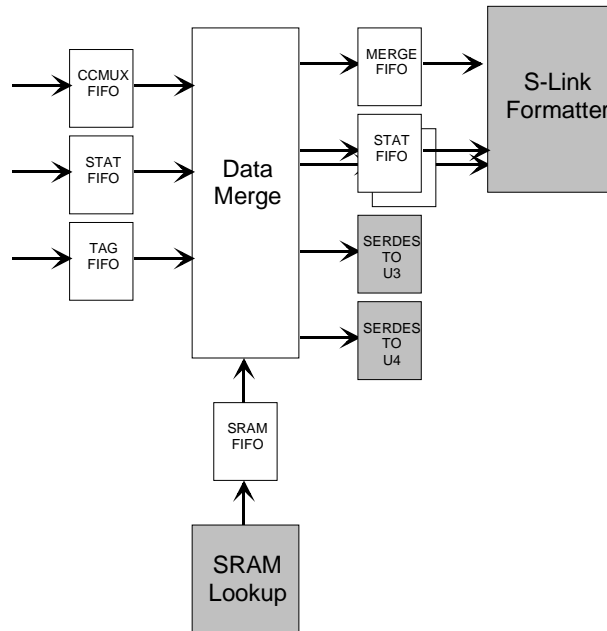 CCMUX
FIFO
STAT
FIFO
TAG
FIFO
Data
Merge
MERGE
FIFO
STAT
FIFO
SERDES
TO
U3
SERDES
TO
U4
S-Link
Formatter
SRAM
FIFO
SRAM
Lookup